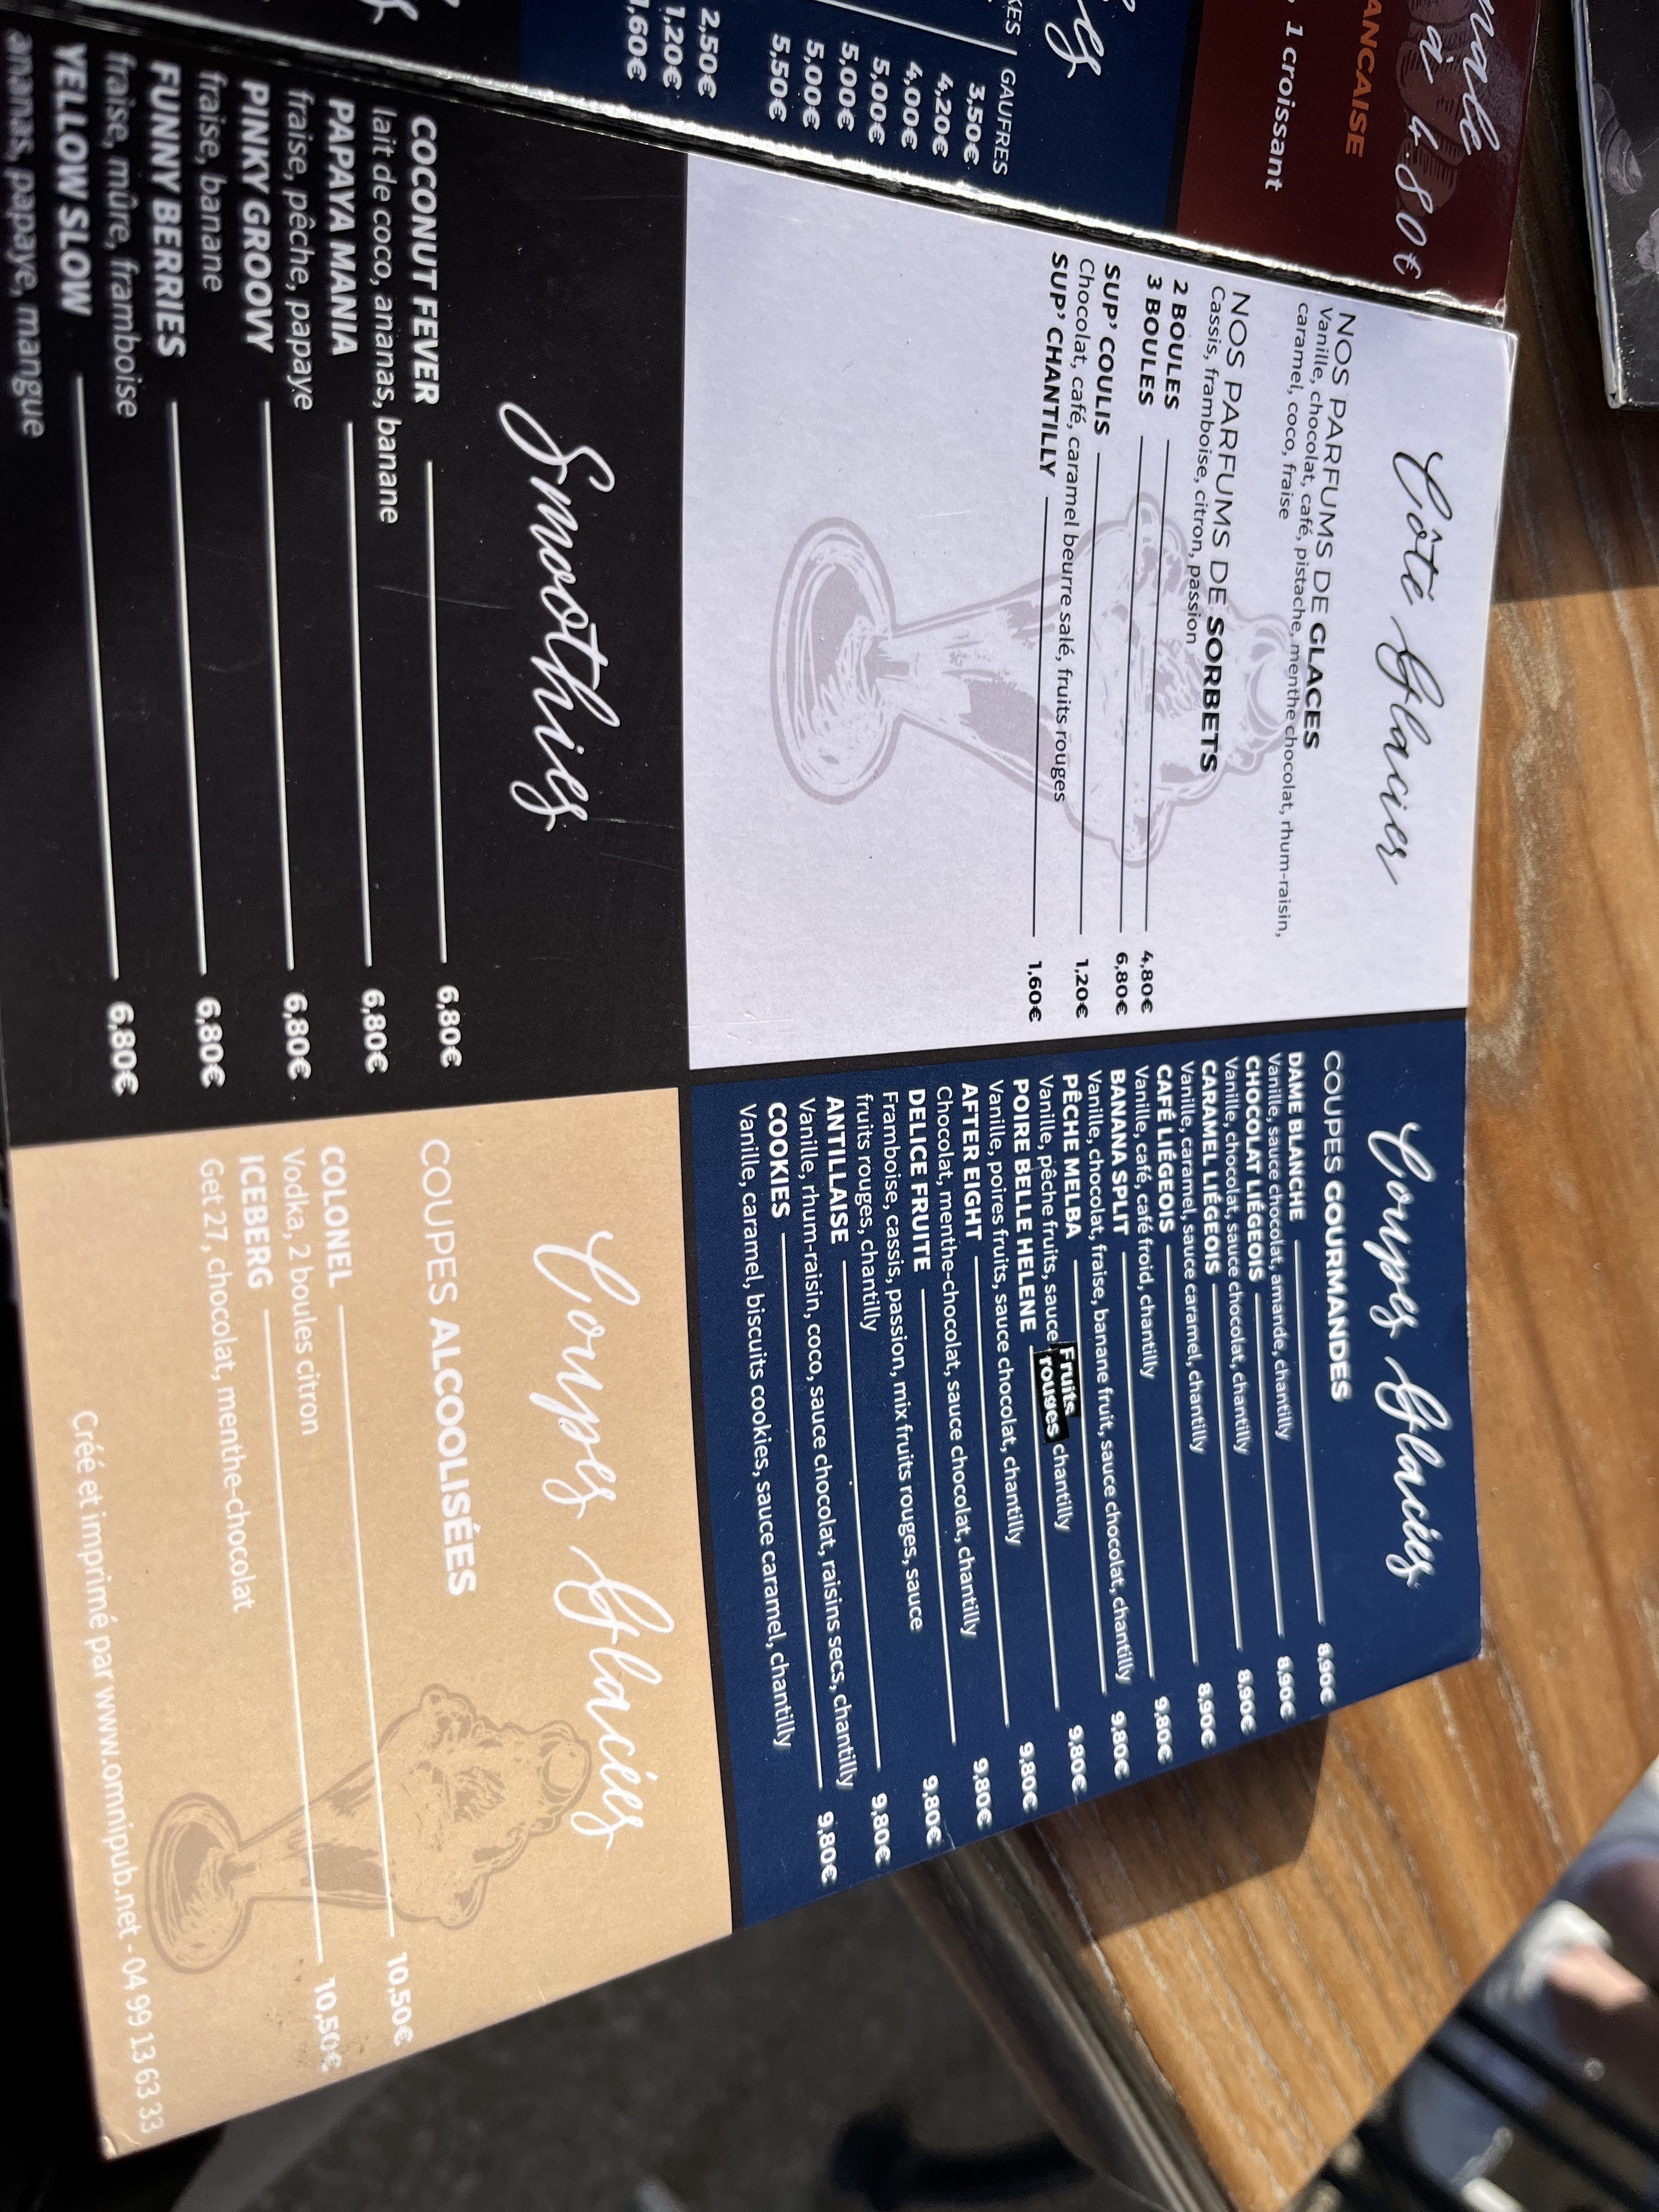 nale
à 4.80€
ANCAISE
, 1 croissant
GAUFRES
3,50€
4,20€
4,00€
5,00€
5,00€
5,00€
5,50€
2,50€
1,20€
1,60€
Côté Glacier
NOS PARFUMS DE GLACES
Vanille, chocolat, café, pistache, menthe chocolat, rhum-raisin,
caramel, coco, fraise
NOS PARFUMS DE SORBETS
Cassis, framboise, citron, passion
2 BOULES 4,80€
3 BOULES 6,80€
SUP' COULIS 1,20€
Chocolat, café, caramel beurre salé, fruits rouges
SUP' CHANTILLY 1,60€
Coupes Glacées
COUPES GOURMANDES
DAME BLANCHE 8,90€
Vanille, sauce chocolat, amande, chantilly
CHOCOLAT LIÉGEOIS 8,90€
Vanille, chocolat, sauce chocolat, chantilly
CARAMEL LIÉGEOIS 8,90€
Vanille, caramel, sauce caramel, chantilly
CAFÉ LIÉGEOIS 8,90€
Vanille, café, café froid, chantilly
BANANA SPLIT 9,80€
Vanille, chocolat, fraise, banane fruit, sauce chocolat, chantilly
PÊCHE MELBA 9,80€
Vanille, pêche fruits, sauce Fruits rouges chantilly
POIRE BELLE HELENE 9,80€
Vanille, poires fruits, sauce chocolat, chantilly
AFTER EIGHT 9,80€
Chocolat, menthe-chocolat, sauce chocolat, chantilly
DELICE FRUITE 9,80€
Framboise, cassis, passion, mix fruits rouges, sauce
fruits rouges, chantilly
ANTILLAISE 9,80€
Vanille, rhum-raisin, coco, sauce chocolat, raisins secs, chantilly
COOKIES 9,80€
Vanille, caramel, biscuits cookies, sauce caramel, chantilly
Smoothies
COCONUT FEVER 6,80€
lait de coco, ananas, banane
PAPAYA MANIA 6,80€
fraise, pêche, papaye
PINKY GROOVY 6,80€
fraise, banane
FUNNY BERRIES 6,80€
fraise, mûre, framboise
YELLOW SLOW 6,80€
ananas, papaye, mangue
Coupes Glacées
COUPES ALCOOLISÉES
COLONEL 10,50€
Vodka, 2 boules citron
ICEBERG 10,50€
Get 27, chocolat, menthe-chocolat
Créé et imprimé par www.omnipub.net - 04 99 13 63 33